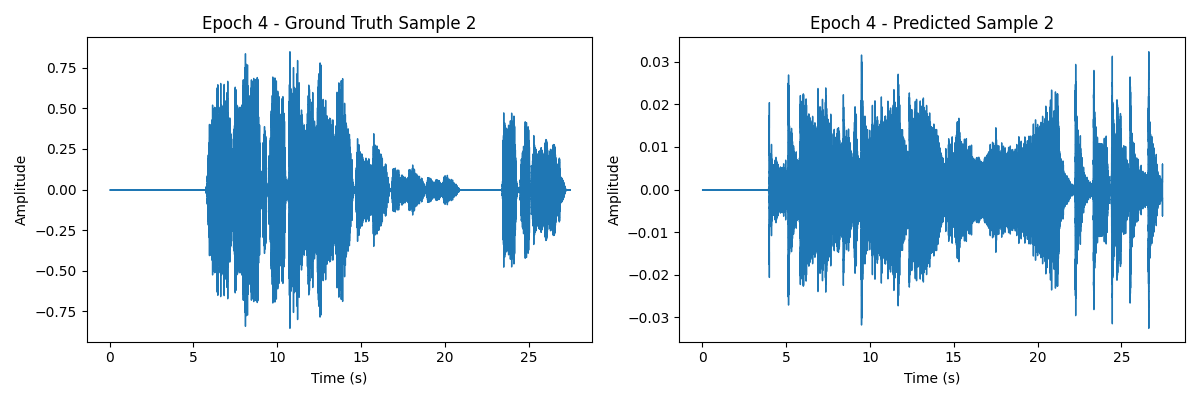 Epoch 4 - Ground Truth Sample 2
Amplitude
0.75
0.50
0.25
0.00
−0.25
−0.50
−0.75
0 5 10 15 20 25
Time (s)
Epoch 4 - Predicted Sample 2
Amplitude
0.03
0.02
0.01
0.00
−0.01
−0.02
−0.03
0 5 10 15 20 25
Time (s)